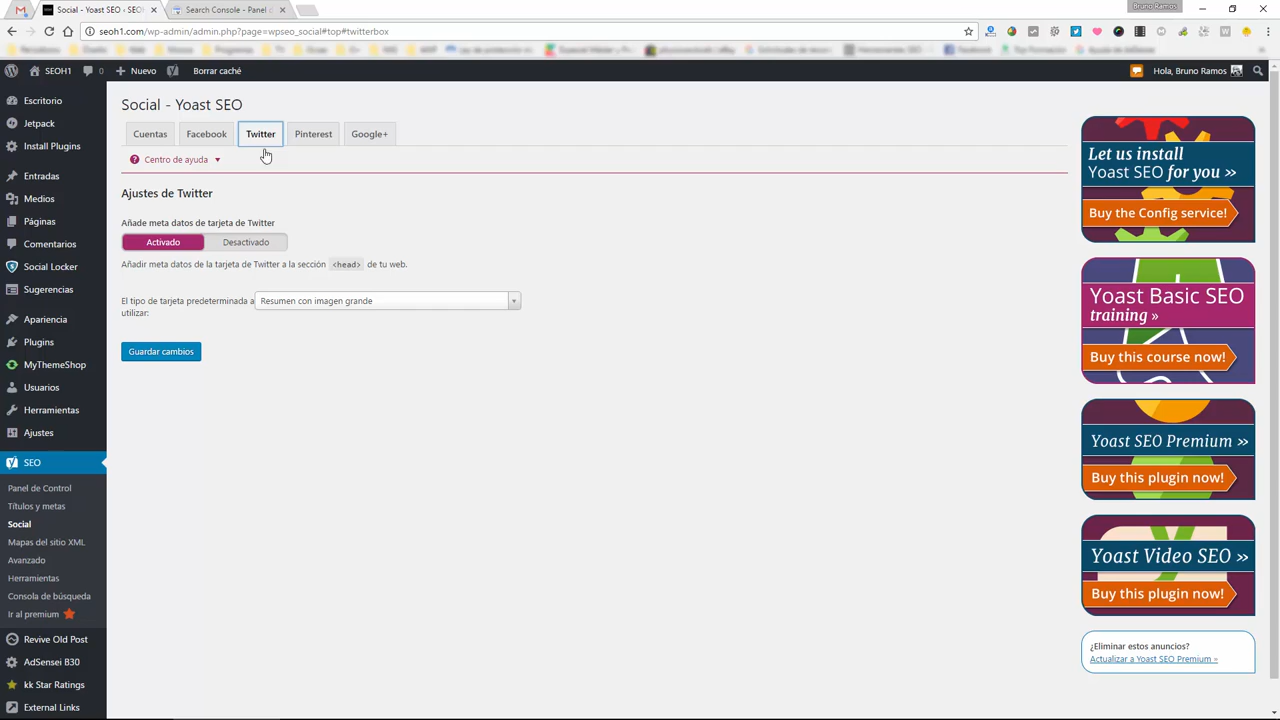 Bruno Ramos
Social - Yoast SEO • SEO
Search Console - Panel d
seoh1.com/wp-admin/admin.php?page=wpseo_social#top#twitterbox
SEOH1
0
Nuevo
Borrar caché
Hola, Bruno Ramos
Escritorio
Jetpack
Install Plugins
Entradas
Medios
Páginas
Comentarios
Social Locker
Sugerencias
Apariencia
Plugins
MyThemeShop
Usuarios
Herramientas
Ajustes
SEO
Panel de Control
Títulos y metas
Social
Mapas del sitio XML
Avanzado
Herramientas
Consola de búsqueda
Ir al premium
Revive Old Post
AdSensei B30
kk Star Ratings
External Links
Social - Yoast SEO
Cuentas
Facebook
Twitter
Pinterest
Google+
Centro de ayuda
Ajustes de Twitter
Añade meta datos de tarjeta de Twitter
Activado
Desactivado
Añadir meta datos de la tarjeta de Twitter a la sección <head> de tu web.
El tipo de tarjeta predeterminada a
utilizar:
Resumen con imagen grande
Guardar cambios
Let us install
Yoast SEO for you »
Buy the Config service!
Yoast Basic SEO
training »
Buy this course now!
Yoast SEO Premium »
Buy this plugin now!
Yoast Video SEO »
Buy this plugin now!
¿Eliminar estos anuncios?
Actualizar a Yoast SEO Premium »